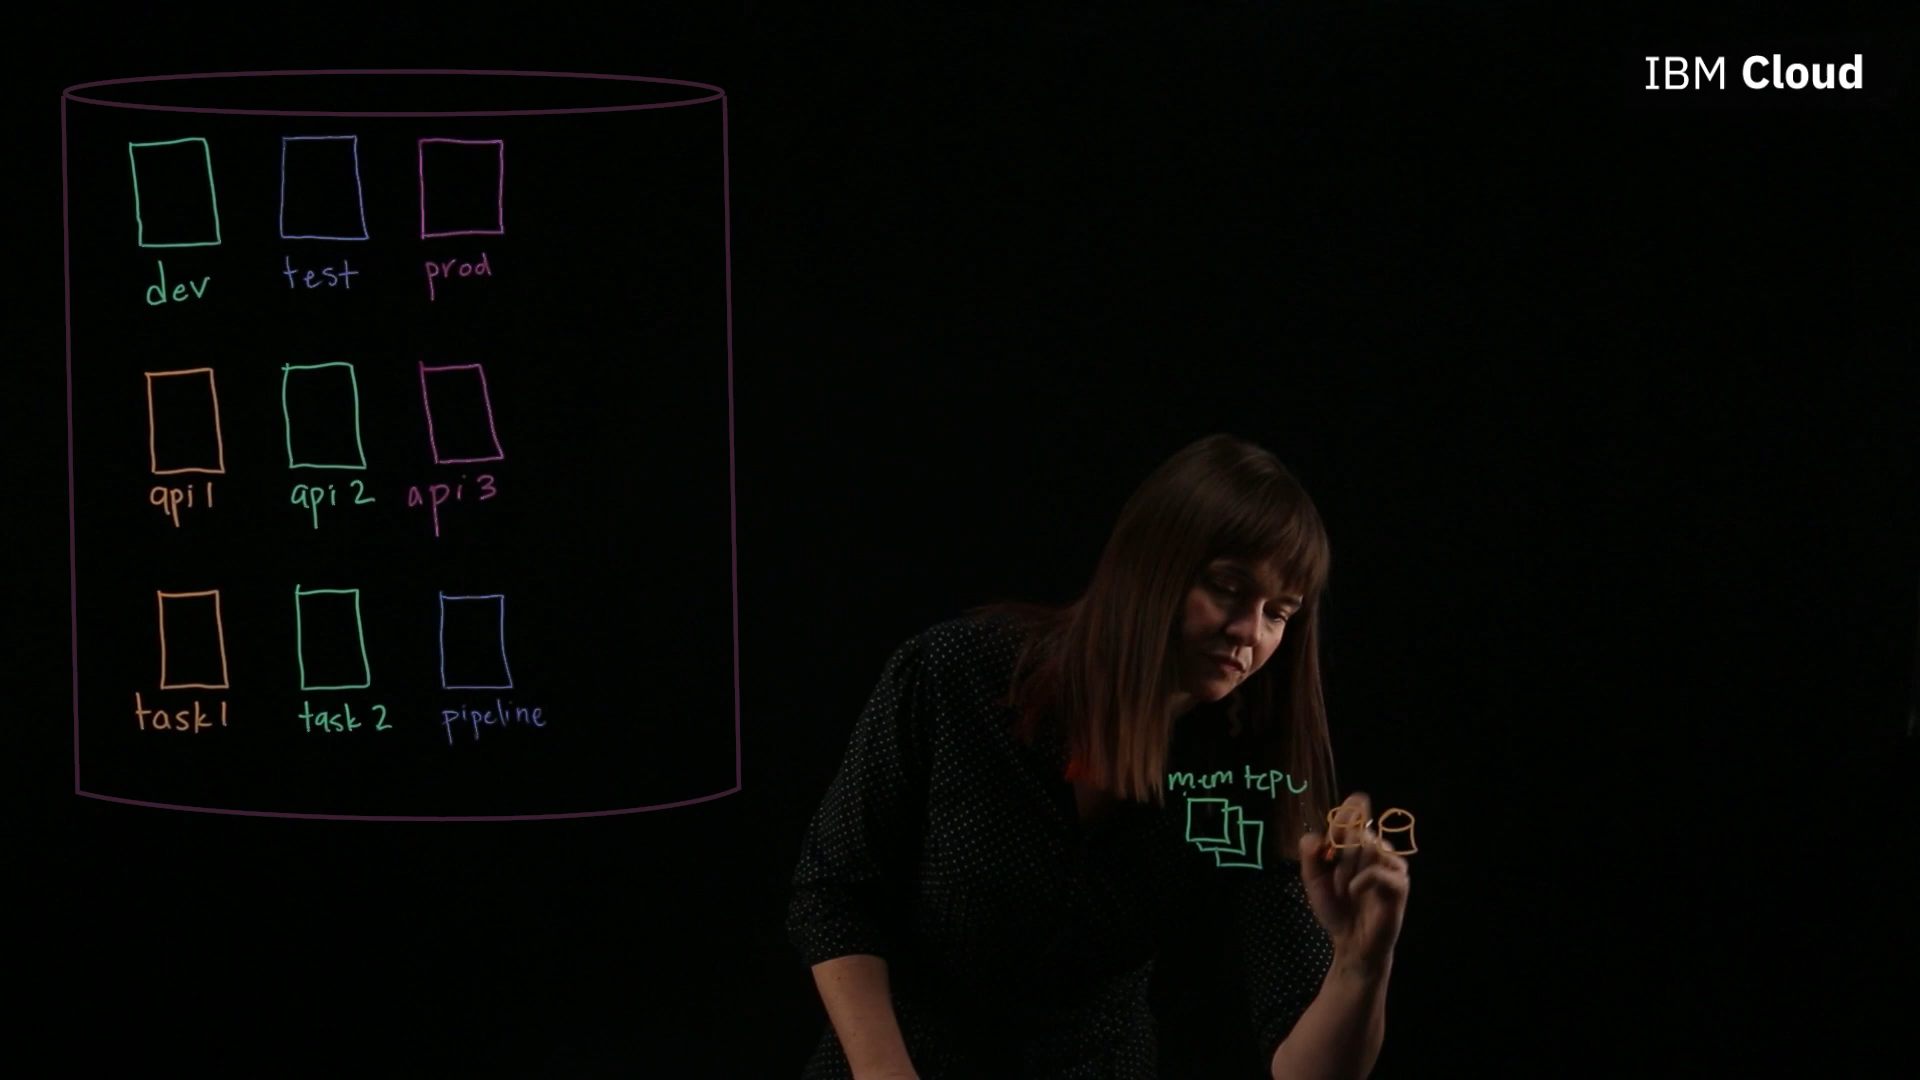 IBM Cloud
dev test prod
api 1 api 2 api 3
task 1 task 2 pipeline
mem + cpu